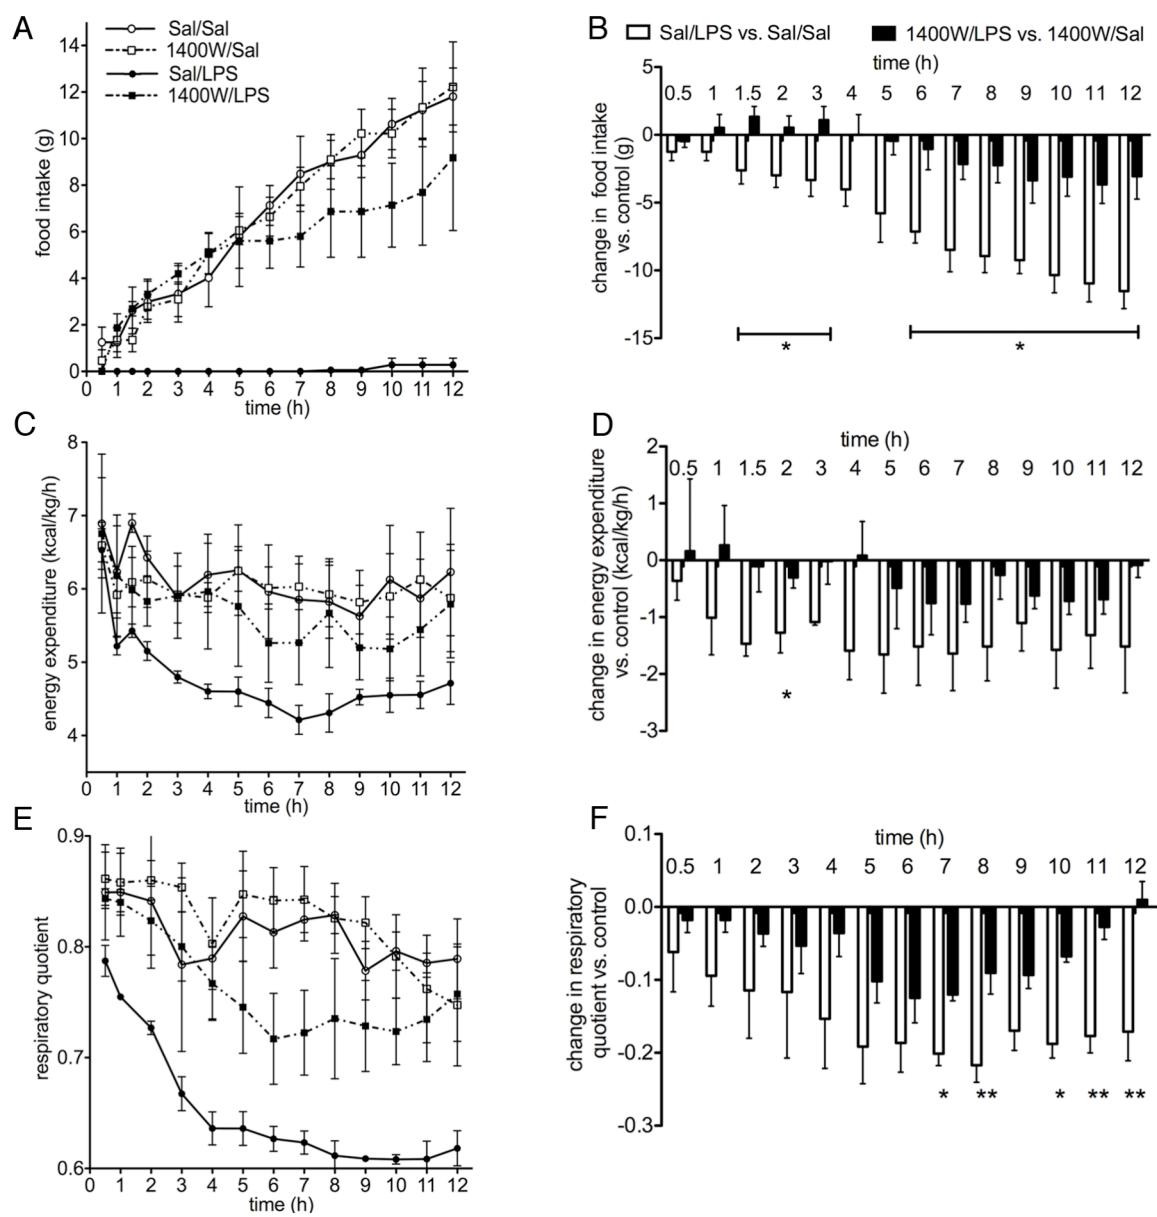 A
Sal/Sal
1400W/Sal
Sal/LPS
1400W/LPS
food intake (g)
14
12
10
8
6
4
2
0
0 1 2 3 4 5 6 7 8 9 10 11 12
time (h)
B
Sal/LPS vs. Sal/Sal
1400W/LPS vs. 1400W/Sal
time (h)
0.5 1 1.5 2 3 4 5 6 7 8 9 10 11 12
change in food intake
vs. control (g)
5
0
-5
-10
-15
* *
C
energy expenditure (kcal/kg/h)
8
7
6
5
4
0 1 2 3 4 5 6 7 8 9 10 11 12
time (h)
D
time (h)
0.5 1 1.5 2 3 4 5 6 7 8 9 10 11 12
change in energy expenditure
vs. control (kcal/kg/h)
2
1
0
-1
-2
-3
*
E
respiratory quotient
0.9
0.8
0.7
0.6
0 1 2 3 4 5 6 7 8 9 10 11 12
time (h)
F
time (h)
0.5 1 2 3 4 5 6 7 8 9 10 11 12
change in respiratory
quotient vs. control
0.1
0.0
-0.1
-0.2
-0.3
* ** * ** **